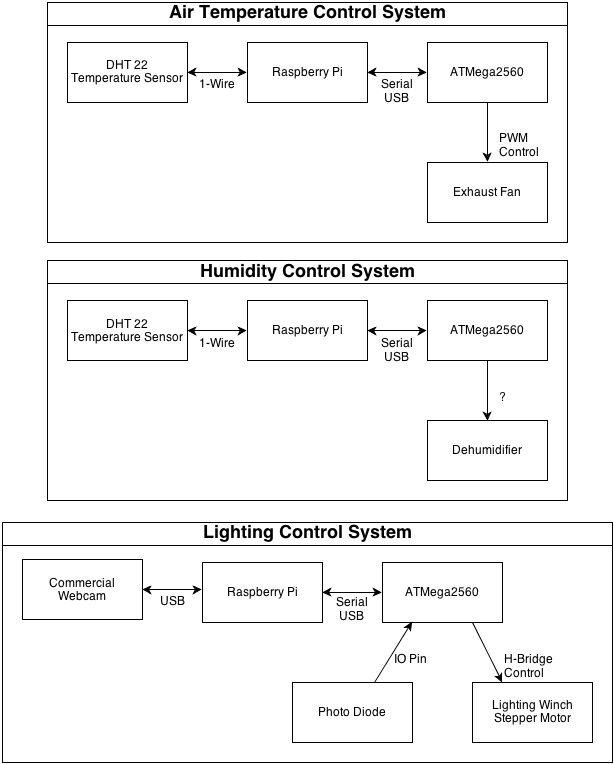 Air Temperature Control System
DHT 22
Temperature Sensor
1-Wire
Raspberry Pi
Serial
USB
ATMega2560
PWM
Control
Exhaust Fan
Humidity Control System
DHT 22
Temperature Sensor
1-Wire
Raspberry Pi
Serial
USB
ATMega2560
?
Dehumidifier
Lighting Control System
Commercial
Webcam
USB
Raspberry Pi
Serial
USB
ATMega2560
IO Pin
H-Bridge
Control
Photo Diode
Lighting Winch
Stepper Motor